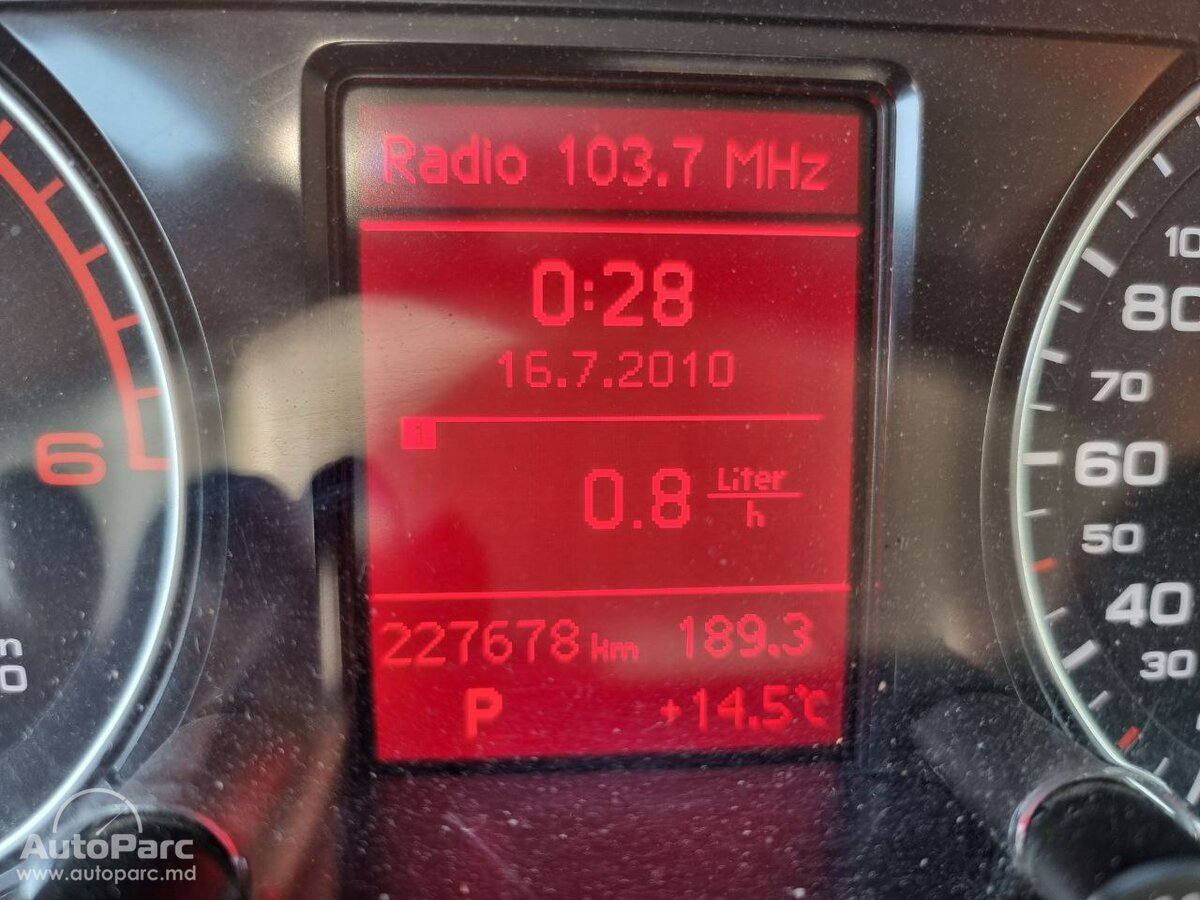 Radio 103.7 MHz
0:28
16.7.2010
1
0.8 Liter
h
227678 km 189.3
P +14.5°C
6
80
70
60
50
40
30
AutoParc
www.autoparc.md